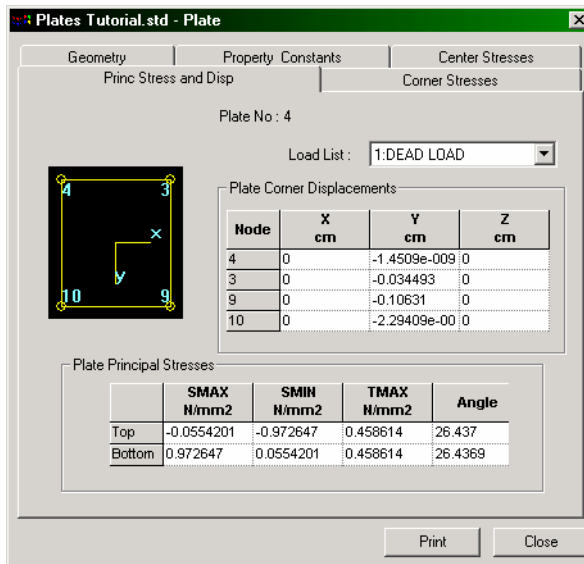 Plates Tutorial.std - Plate
Geometry Property Constants Center Stresses
Princ Stress and Disp Corner Stresses
Plate No : 4
Load List : 1:DEAD LOAD
4 3
x
y
10 9
Plate Corner Displacements
Node X cm Y cm Z cm
4 0 -1.4509e-009 0
3 0 -0.034493 0
9 0 -0.10631 0
10 0 -2.29409e-00 0
Plate Principal Stresses
SMAX N/mm2 SMIN N/mm2 TMAX N/mm2 Angle
Top -0.0554201 -0.972647 0.458614 26.437
Bottom 0.972647 0.0554201 0.458614 26.4369
Print Close